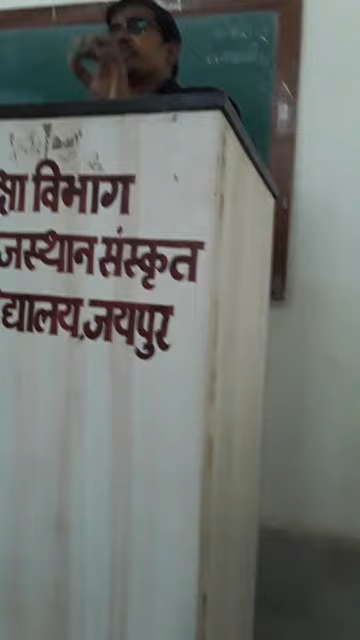 क्षा विभाग
जस्थान संस्कृत
द्यालय,जयपुर